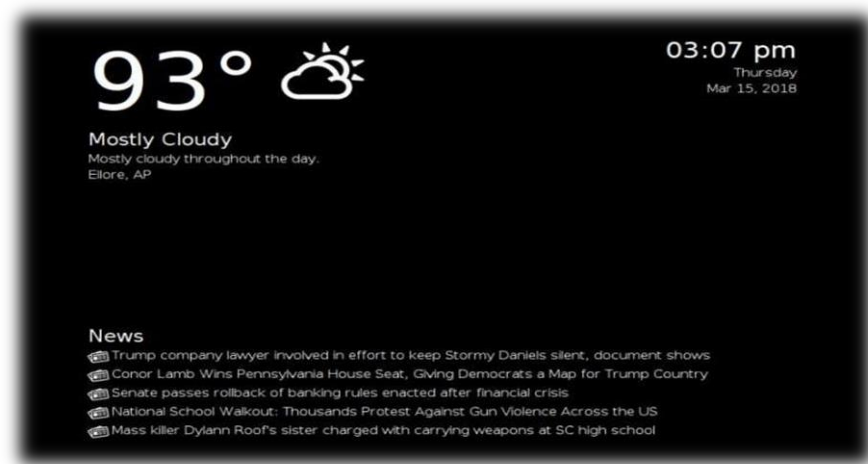 93°
03:07 pm
Thursday
Mar 15, 2018
Mostly Cloudy
Mostly cloudy throughout the day.
Ellore, AP
News
Trump company lawyer involved in effort to keep Stormy Daniels silent, document shows
Conor Lamb Wins Pennsylvania House Seat, Giving Democrats a Map for Trump Country
Senate passes rollback of banking rules enacted after financial crisis
National School Walkout: Thousands Protest Against Gun Violence Across the US
Mass killer Dylann Roof's sister charged with carrying weapons at SC high school